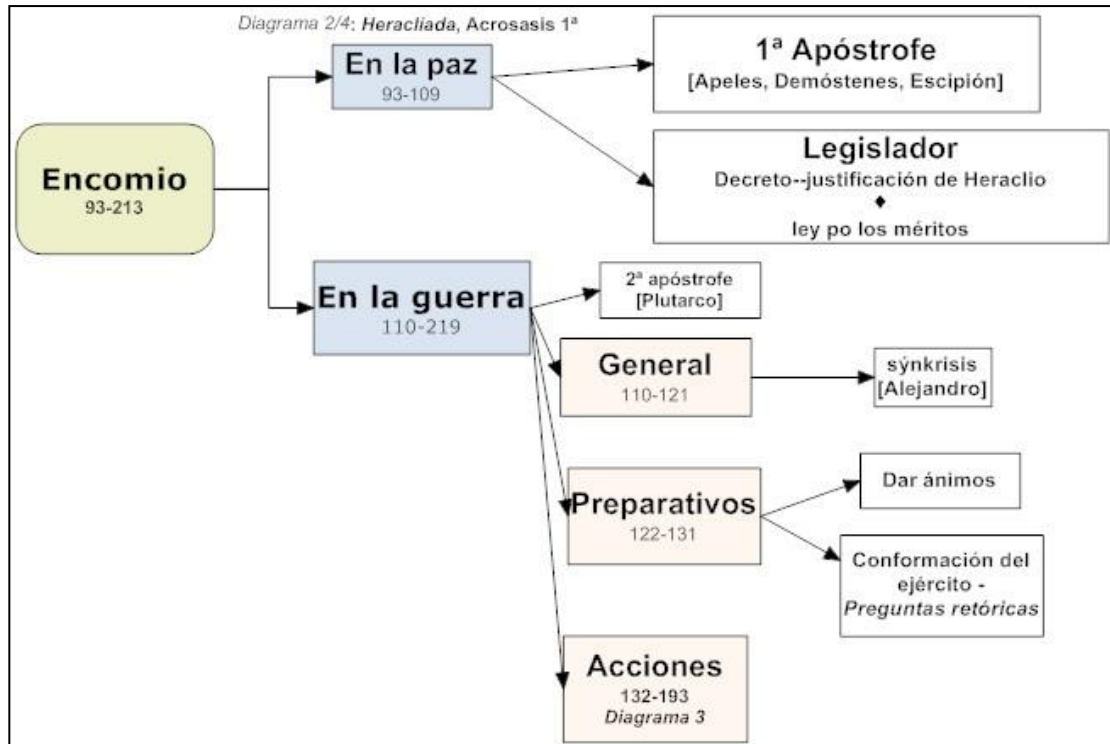 Diagrama 2/4: Heracliada, Acrosasis 1ª
En la paz
93-109
1ª Apóstrofe
[Apeles, Demóstenes, Escipión]
Legislador
Decreto--justificación de Heraclio
♦
ley po los méritos
Encomio
93-213
En la guerra
110-219
2ª apóstrofe
[Plutarco]
General
110-121
sýnkrisis
[Alejandro]
Preparativos
122-131
Dar ánimos
Conformación del
ejército -
Preguntas retóricas
Acciones
132-193
Diagrama 3